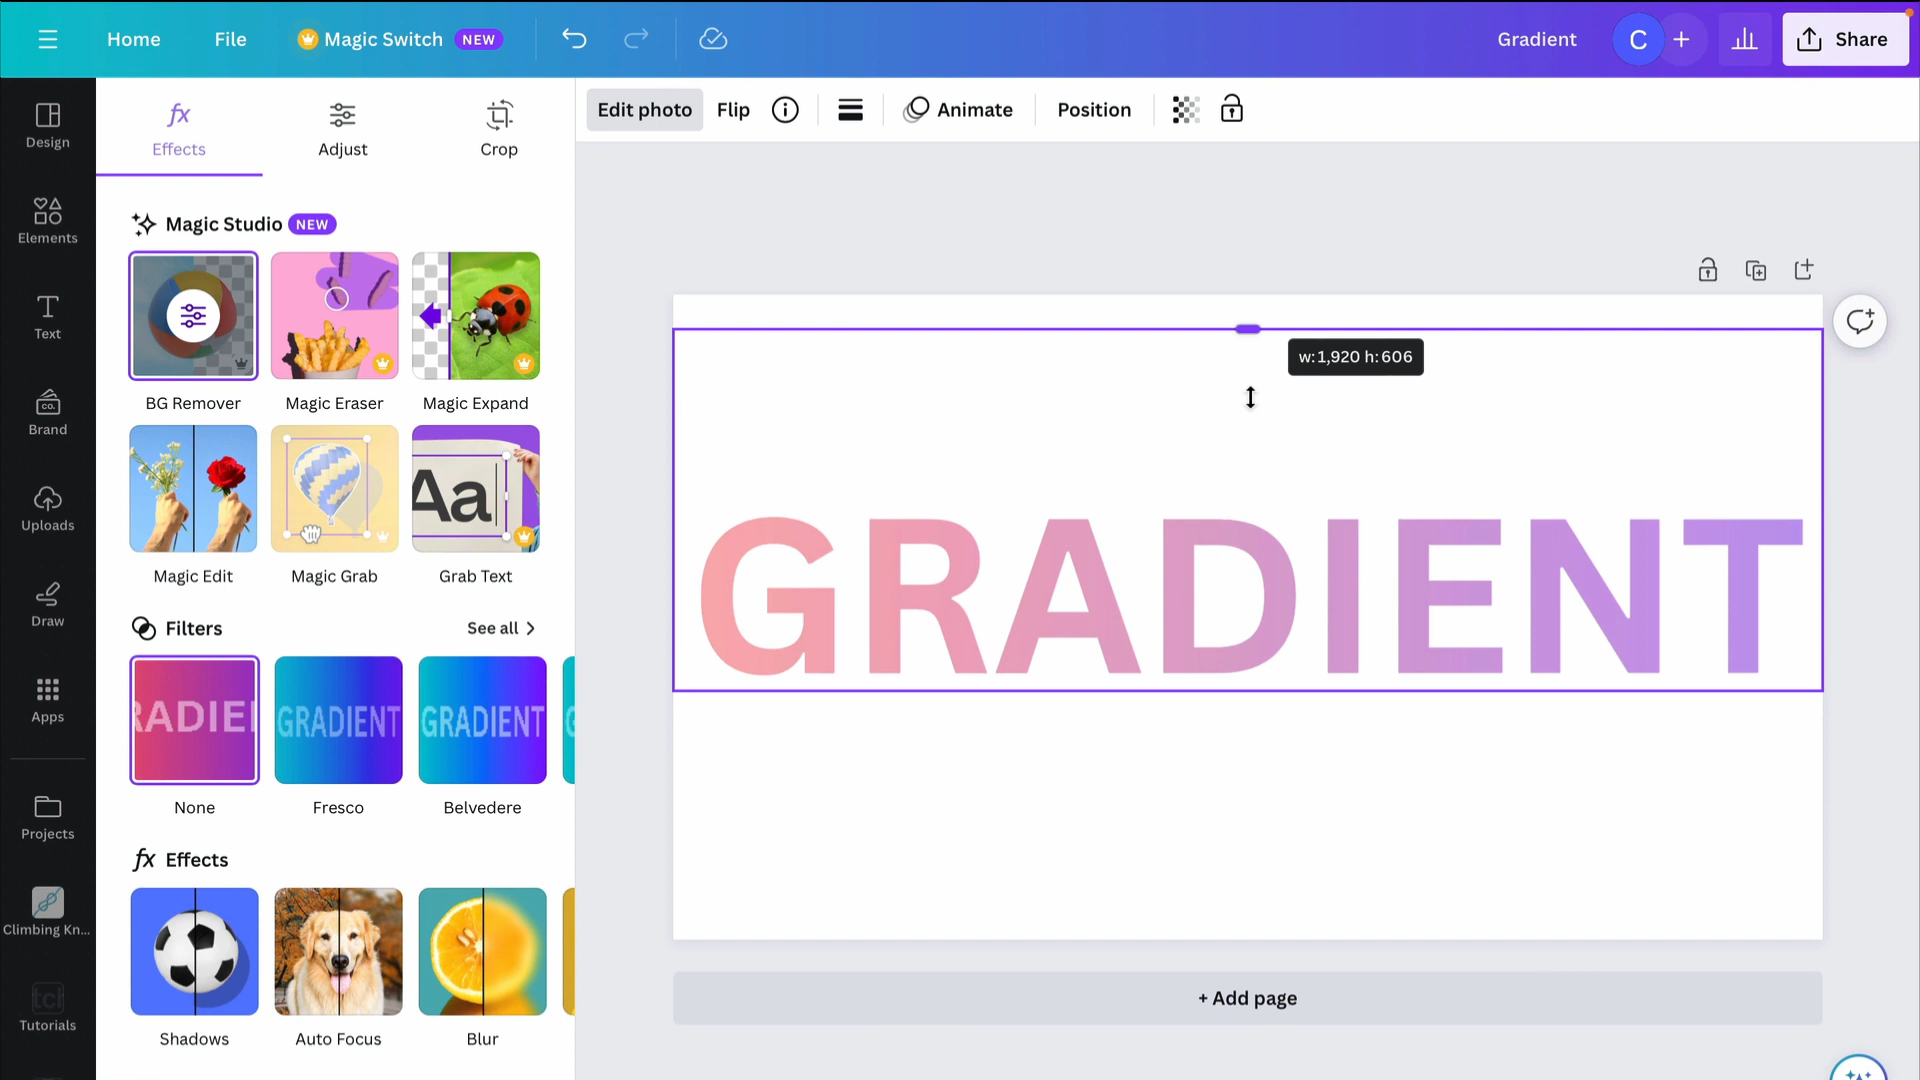 Home
File
Magic Switch
NEW
Gradient
C
Share
Design
Elements
Text
Brand
Uploads
Draw
Apps
Projects
Climbing Kn...
Tutorials
Effects
Adjust
Crop
Edit photo
Flip
Animate
Position
Magic Studio
NEW
BG Remover
Magic Eraser
Magic Expand
Aa
Magic Edit
Magic Grab
Grab Text
Filters
See all
RADIE
GRADIENT
GRADIENT
None
Fresco
Belvedere
fx Effects
Shadows
Auto Focus
Blur
w:1,920 h:606
GRADIENT
+ Add page